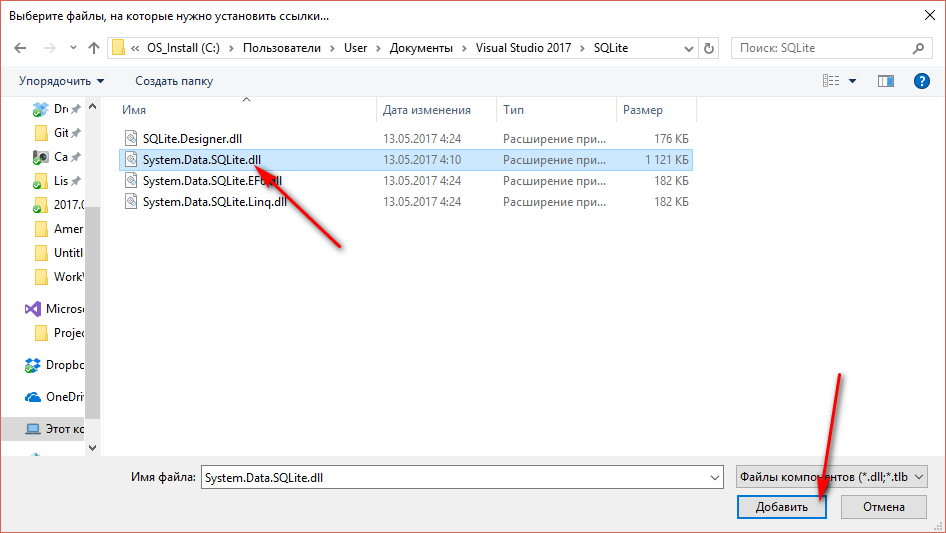 Выберите файлы, на которые нужно установить ссылки...
« OS_Install (C:) › Пользователи › User › Документы › Visual Studio 2017 › SQLite
Поиск: SQLite
Упорядочить
Создать папку
Имя Дата изменения Тип Размер
SQLite.Designer.dll 13.05.2017 4:24 Расширение при... 176 КБ
System.Data.SQLite.dll 13.05.2017 4:10 Расширение при... 1 121 КБ
System.Data.SQLite.EF6.dll 13.05.2017 4:24 Расширение при... 182 КБ
System.Data.SQLite.Linq.dll 13.05.2017 4:24 Расширение при... 182 КБ
Dro
Git
Ca
Lis
2017.0
Amer
Untitl
WorkW
Microso
Projec
Dropbo
OneDriv
Этот ко
Имя файла: System.Data.SQLite.dll
Файлы компонентов (*.dll;*.tlb
Добавить
Отмена